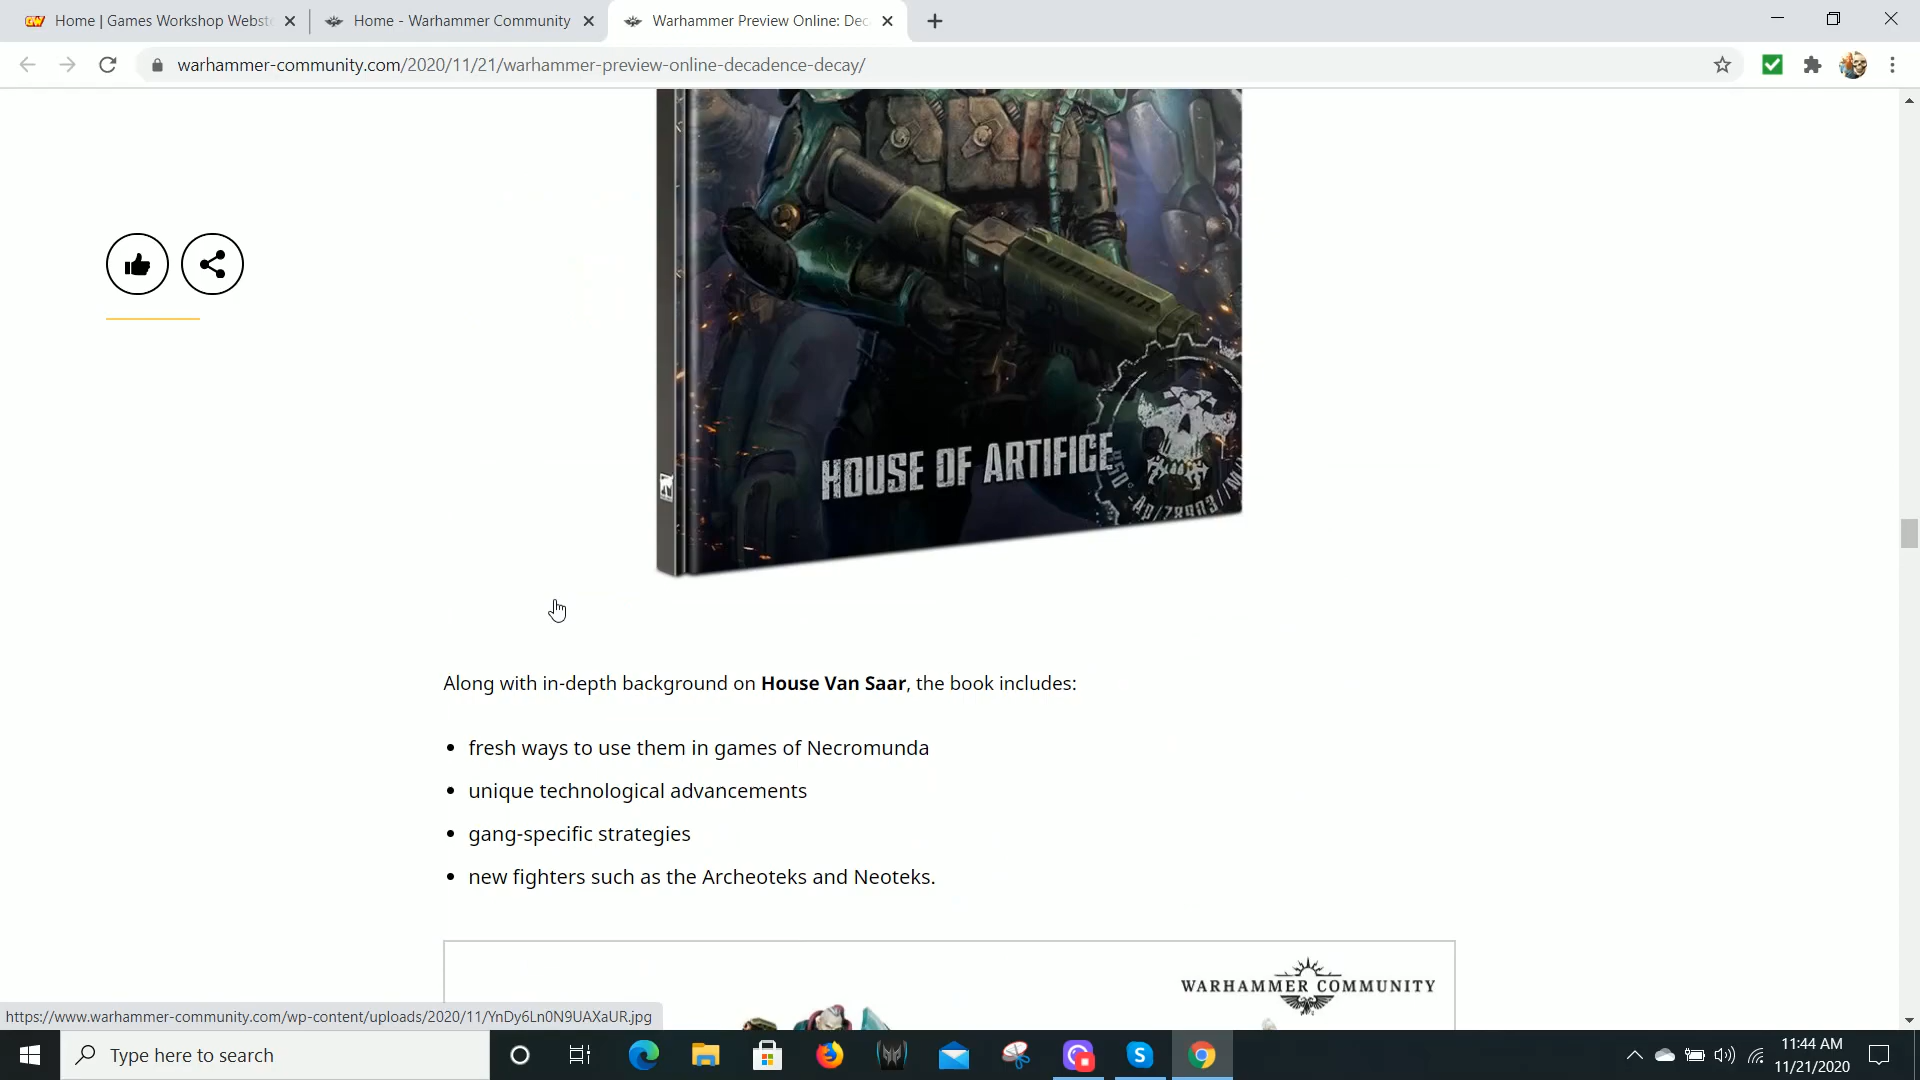 GW Home | Games Workshop Webst
Home - Warhammer Community
Warhammer Preview Online: Dec
warhammer-community.com/2020/11/21/warhammer-preview-online-decadence-decay/
HOUSE OF ARTIFICE
Along with in-depth background on House Van Saar, the book includes:
• fresh ways to use them in games of Necromunda
• unique technological advancements
• gang-specific strategies
• new fighters such as the Archeoteks and Neoteks.
WARHAMMER COMMUNITY
https://www.warhammer-community.com/wp-content/uploads/2020/11/YnDy6Ln0N9UAXaUR.jpg
Type here to search
S
11:44 AM
11/21/2020